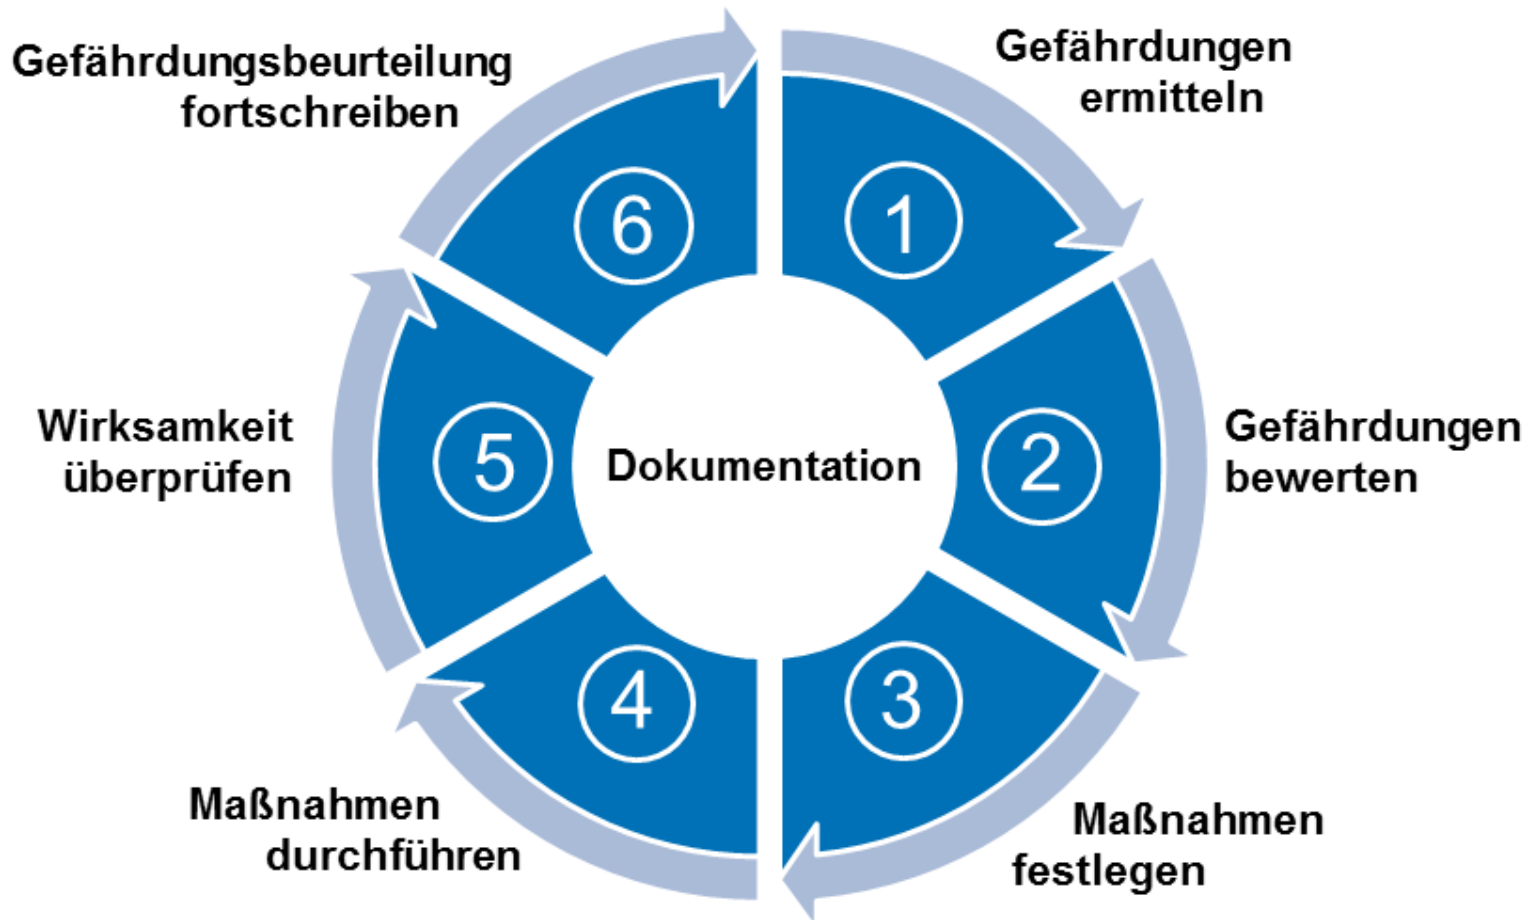 Gefährdungen
ermitteln
1
Gefährdungen
bewerten
2
Maßnahmen
festlegen
3
Maßnahmen
durchführen
4
Wirksamkeit
überprüfen
5
Gefährdungsbeurteilung
fortschreiben
6
Dokumentation